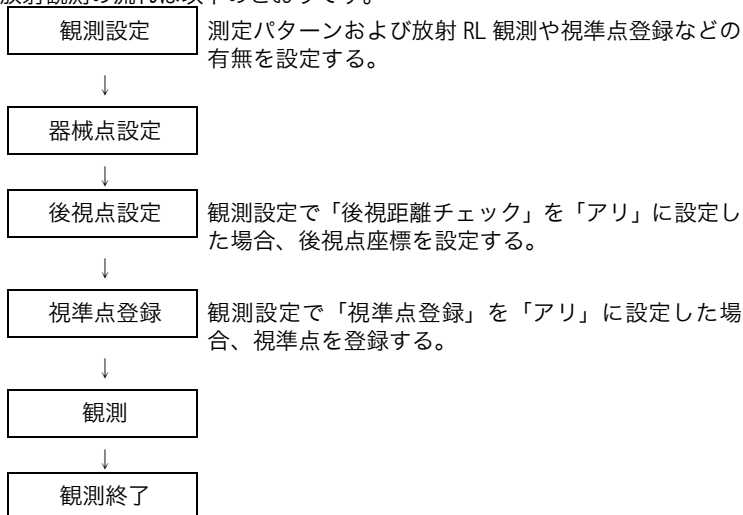 放射観測の流れは以下のとおりです。
観測設定
測定パターンおよび放射 RL 観測や視準点登録などの
有無を設定する。
↓
器械点設定
↓
後視点設定
観測設定で「後視距離チェック」を「アリ」に設定し
た場合、後視点座標を設定する。
↓
視準点登録
観測設定で「視準点登録」を「アリ」に設定した場
合、視準点を登録する。
↓
観測
↓
観測終了